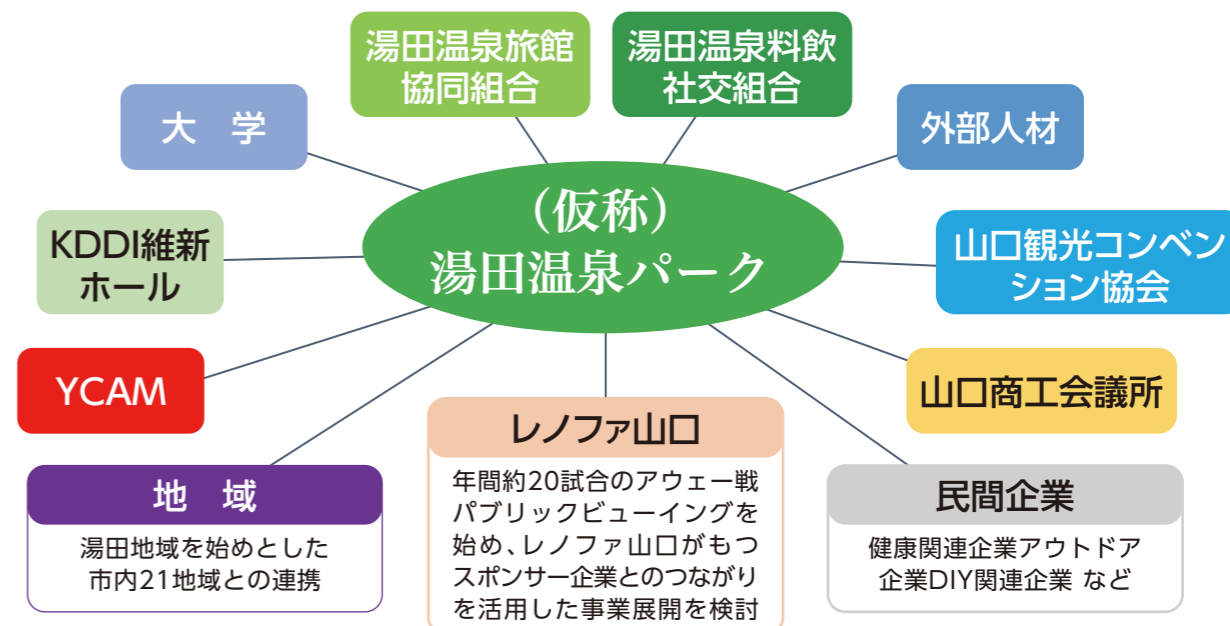 湯田温泉旅館
協同組合
湯田温泉料飲
社交組合
大　学
外部人材
(仮称)
湯田温泉パーク
KDDI維新
ホール
山口観光コンベン
ション協会
YCAM
山口商工会議所
レノファ山口
年間約20試合のアウェー戦
パブリックビューイングを
始め、レノファ山口がもつ
スポンサー企業とのつながり
を活用した事業展開を検討
地　域
湯田地域を始めとした
市内21地域との連携
民間企業
健康関連企業アウトドア
企業DIY関連企業 など